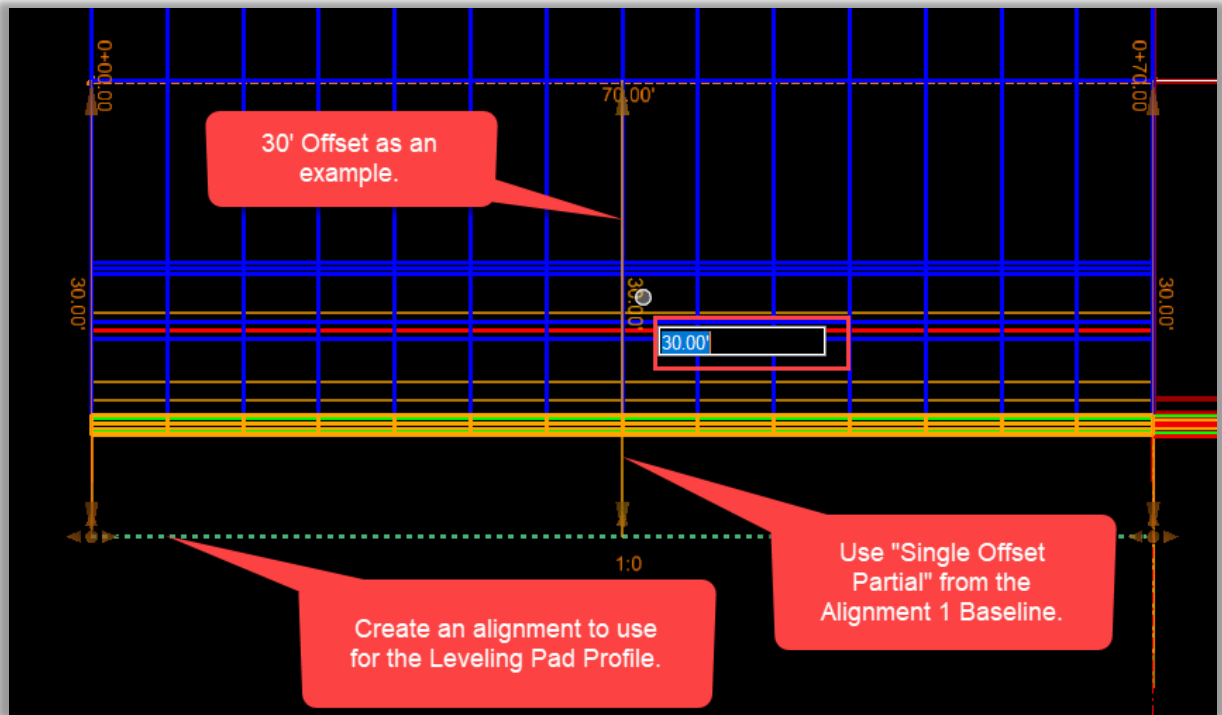 0+00.00
0+70.00
70.00'
30' Offset as an
example.
30.00'
30.00'
30.00'
30.00'
Use "Single Offset
Partial" from the
Alignment 1 Baseline.
1:0
Create an alignment to use
for the Leveling Pad Profile.